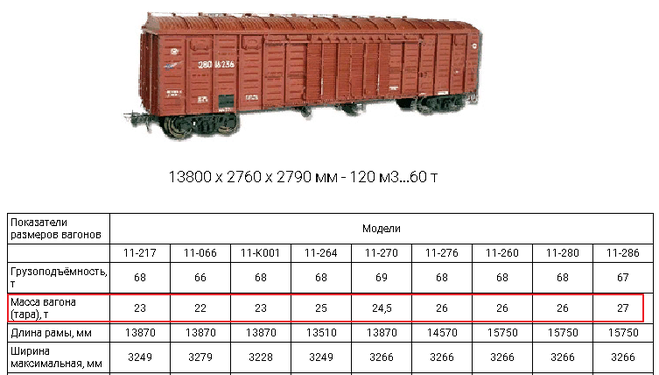 13800 х 2760 х 2790 мм - 120 м3...60 т
Показатели размеров вагонов Модели
11-217 11-066 11-К001 11-264 11-270 11-276 11-260 11-280 11-286
Грузоподъёмность, т 68 66 68 68 69 68 68 68 67
Масса вагона (тара), т 23 22 23 25 24,5 26 26 26 27
Длина рамы, мм 13870 13870 13870 13510 13870 14570 15750 15750 15750
Ширина максимальная, мм 3249 3279 3228 3249 3266 3266 3266 3266 3266